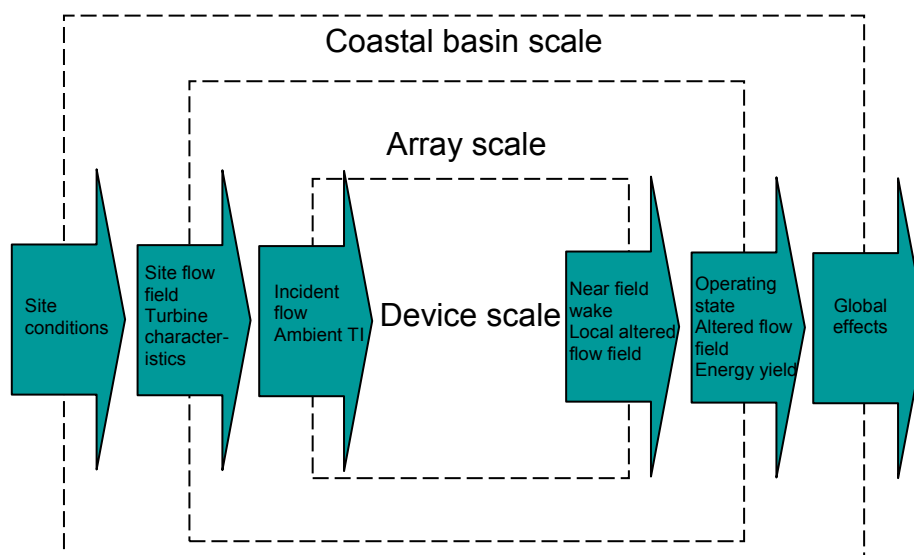 Coastal basin scale
Array scale
Device scale
Site
conditions
Site flow
field
Turbine
character-
istics
Incident
flow
Ambient TI
Near field
wake
Local altered
flow field
Operating
state
Altered flow
field
Energy yield
Global
effects